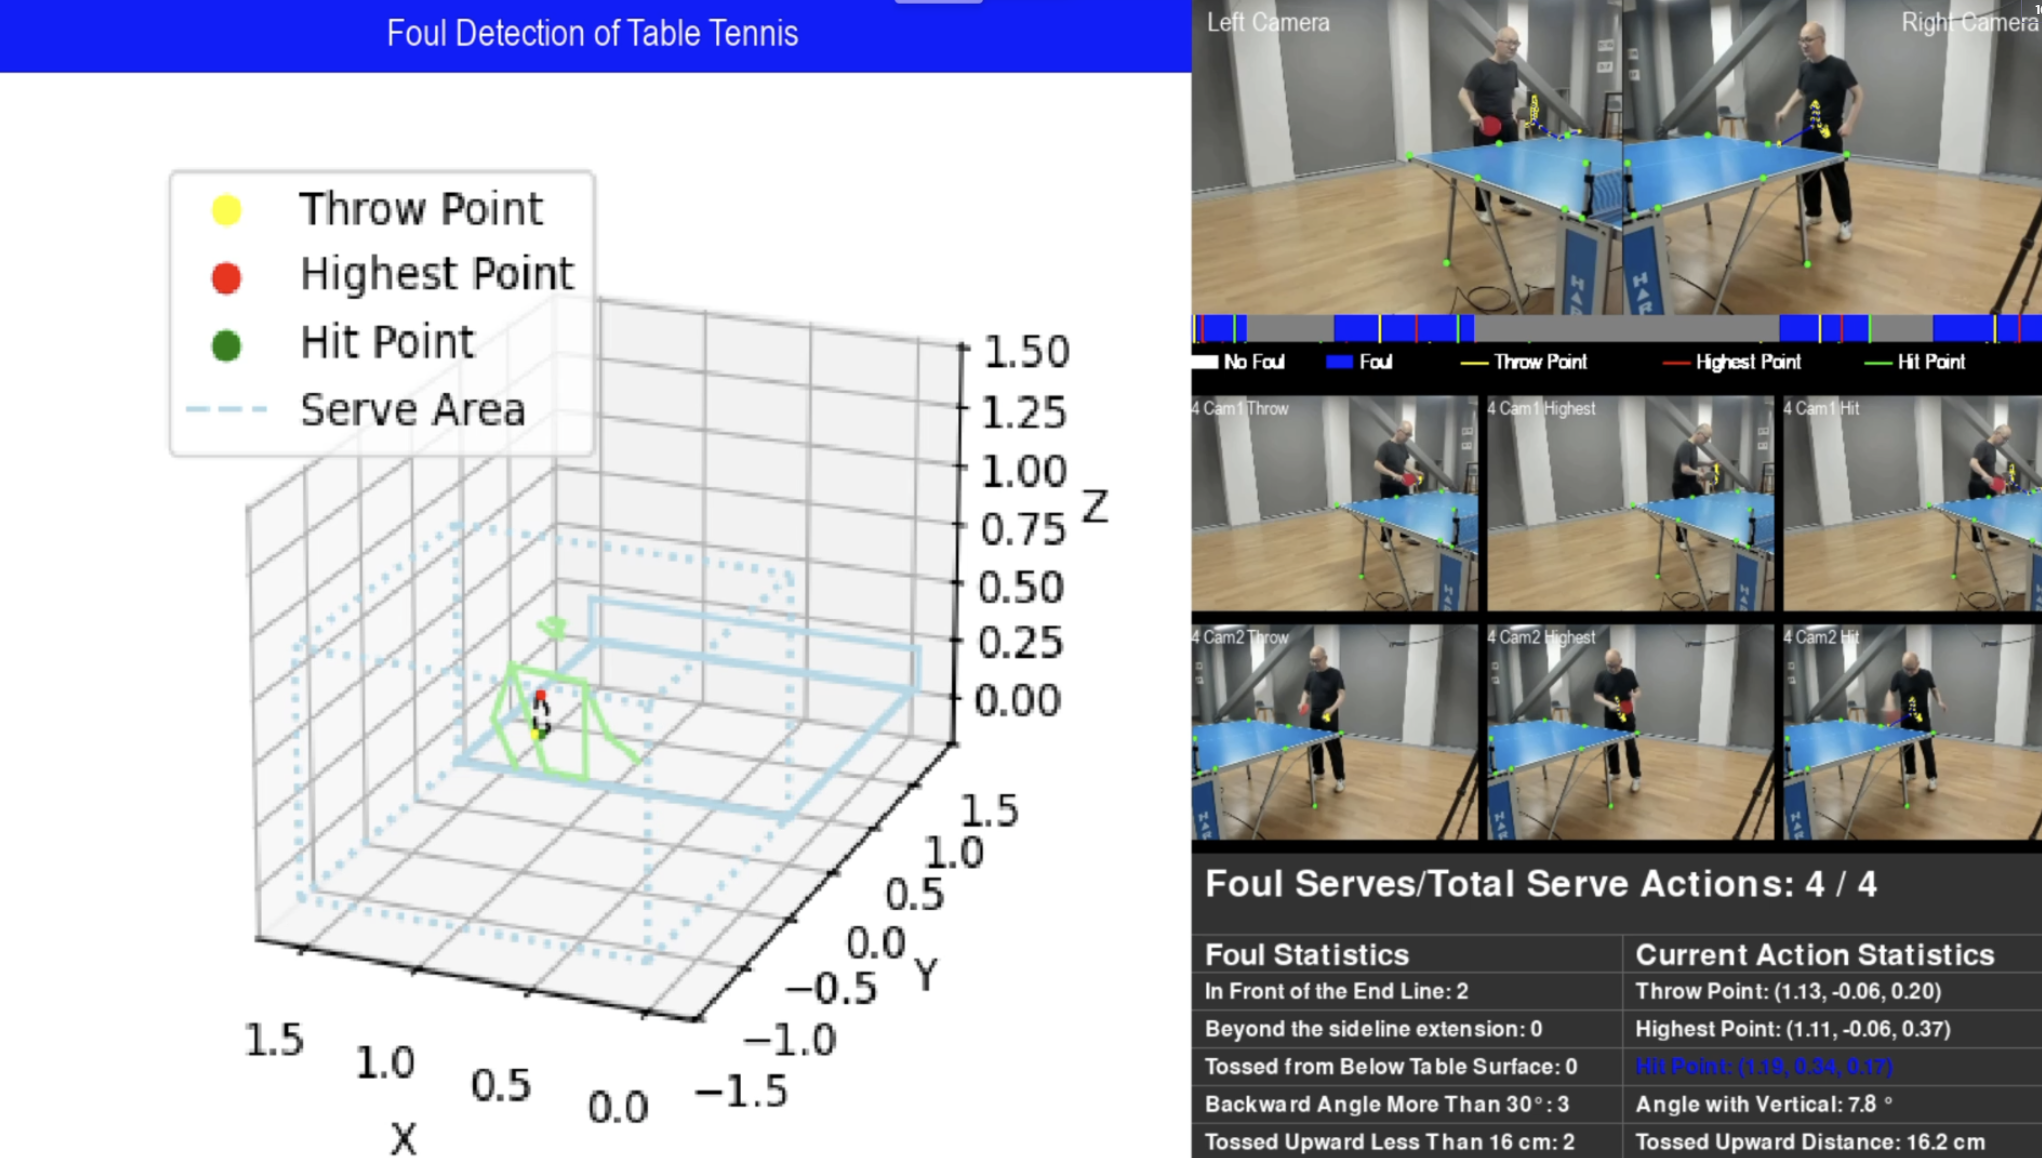 Foul Detection of Table Tennis
Throw Point
Highest Point
Hit Point
Serve Area
1.50
1.25
1.00
0.75
0.50
0.25
0.00
Z
1.5
1.0
0.5
0.0
−0.5
−1.0
−1.5
Y
1.5
1.0
0.5
0.0
X
Left Camera
Right Camera
HAR
HAR
No Foul
Foul
Throw Point
Highest Point
Hit Point
4 Cam1 Throw
4 Cam1 Highest
4 Cam1 Hit
HA
HA
4 Cam2 Throw
4 Cam2 Highest
4 Cam2 Hit
HAR
HAR
HAR
Foul Serves/Total Serve Actions: 4 / 4
Foul Statistics
In Front of the End Line: 2
Beyond the sideline extension: 0
Tossed from Below Table Surface: 0
Backward Angle More Than 30°: 3
Tossed Upward Less Than 16 cm: 2
Current Action Statistics
Throw Point: (1.13, -0.06, 0.20)
Highest Point: (1.11, -0.06, 0.37)
Hit Point: (1.19, 0.34, 0.17)
Angle with Vertical: 7.8 °
Tossed Upward Distance: 16.2 cm